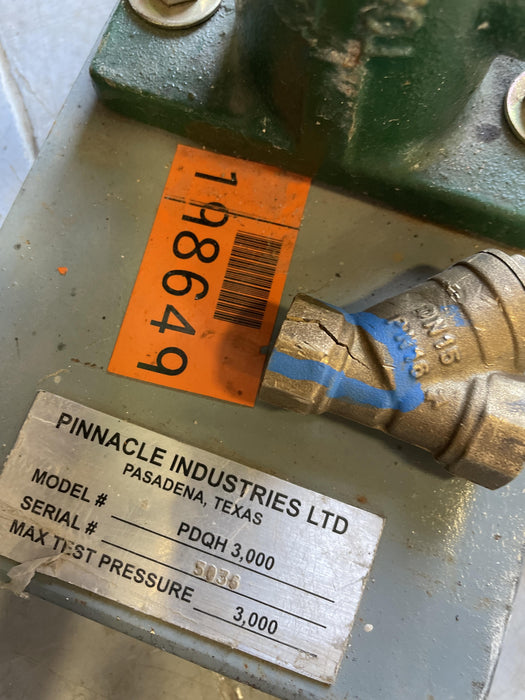 198649
DN15
PN16
PINNACLE INDUSTRIES LTD
PASADENA, TEXAS
MODEL # PDQH 3,000
SERIAL # 5036
MAX TEST PRESSURE 3,000